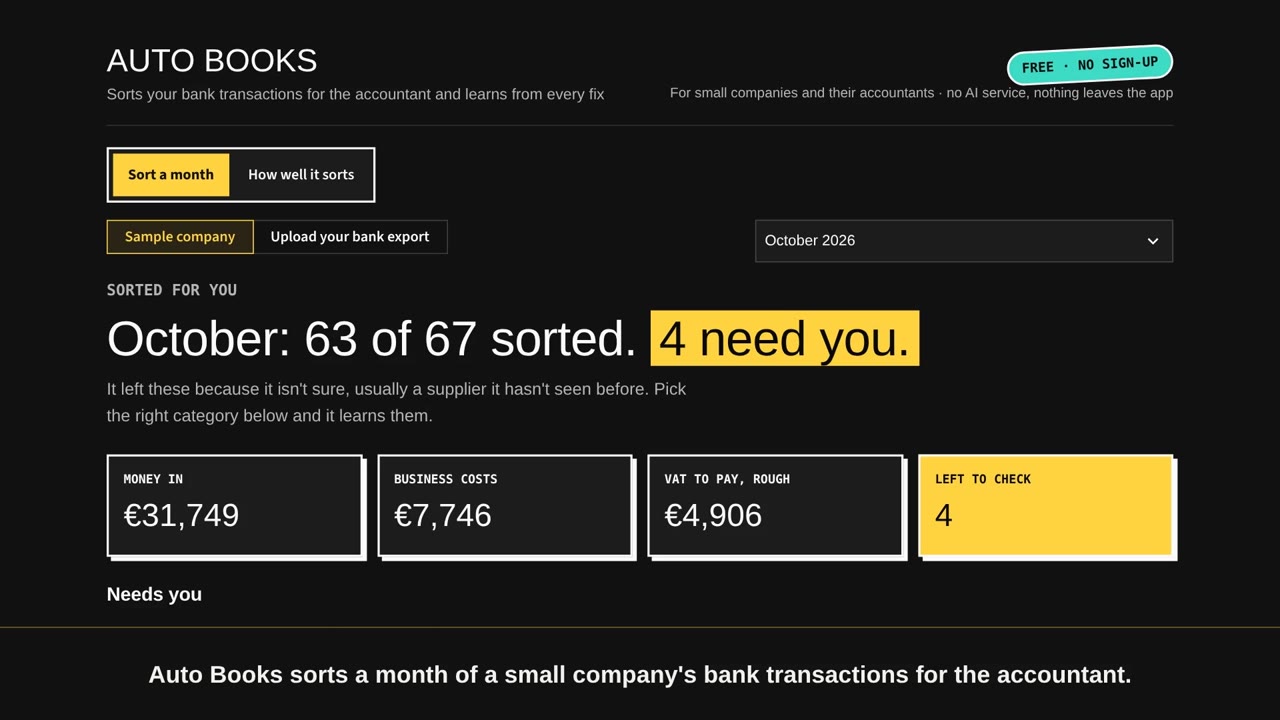 AUTO BOOKS
FREE · NO SIGN-UP
Sorts your bank transactions for the accountant and learns from every fix
For small companies and their accountants · no AI service, nothing leaves the app
Sort a month
How well it sorts
Sample company
Upload your bank export
October 2026
SORTED FOR YOU
October: 63 of 67 sorted. 4 need you.
It left these because it isn't sure, usually a supplier it hasn't seen before. Pick
the right category below and it learns them.
MONEY IN
€31,749
BUSINESS COSTS
€7,746
VAT TO PAY, ROUGH
€4,906
LEFT TO CHECK
4
Needs you
Auto Books sorts a month of a small company's bank transactions for the accountant.